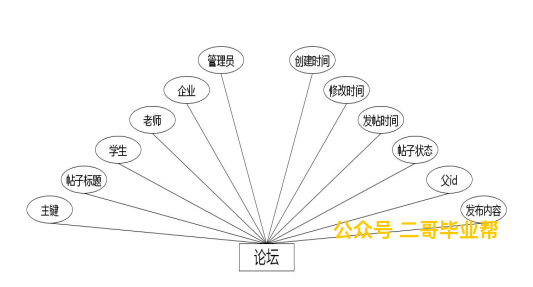 管理员
创建时间
企业
修改时间
老师
发帖时间
学生
帖子状态
帖子标题
父id
主键
发布内容
公众号 二哥毕业帮
论坛